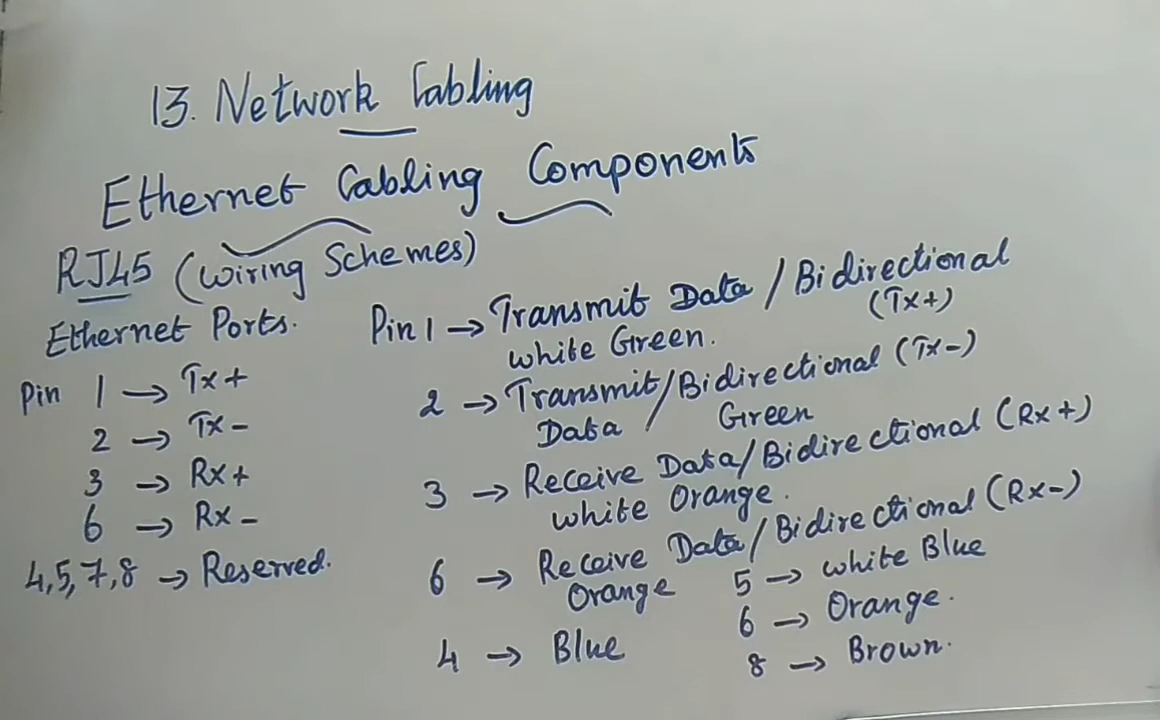 13. Network Cabling
Ethernet Cabling Components
RJ45 (Wiring Schemes)
Ethernet Ports.
Pin 1 → Tx+
2 → Tx-
3 → Rx+
6 → Rx-
4,5,7,8 → Reserved.
Pin 1 → Transmit Data / Bidirectional
(Tx+)
white Green.
2 → Transmit/Bidirectional (Tx-)
Data / Green
3 → Receive Data/Bidirectional (Rx+)
white Orange.
6 → Receive Data/Bidirectional (Rx-)
Orange
4 → Blue
5 → white Blue
6 → Orange.
8 → Brown.